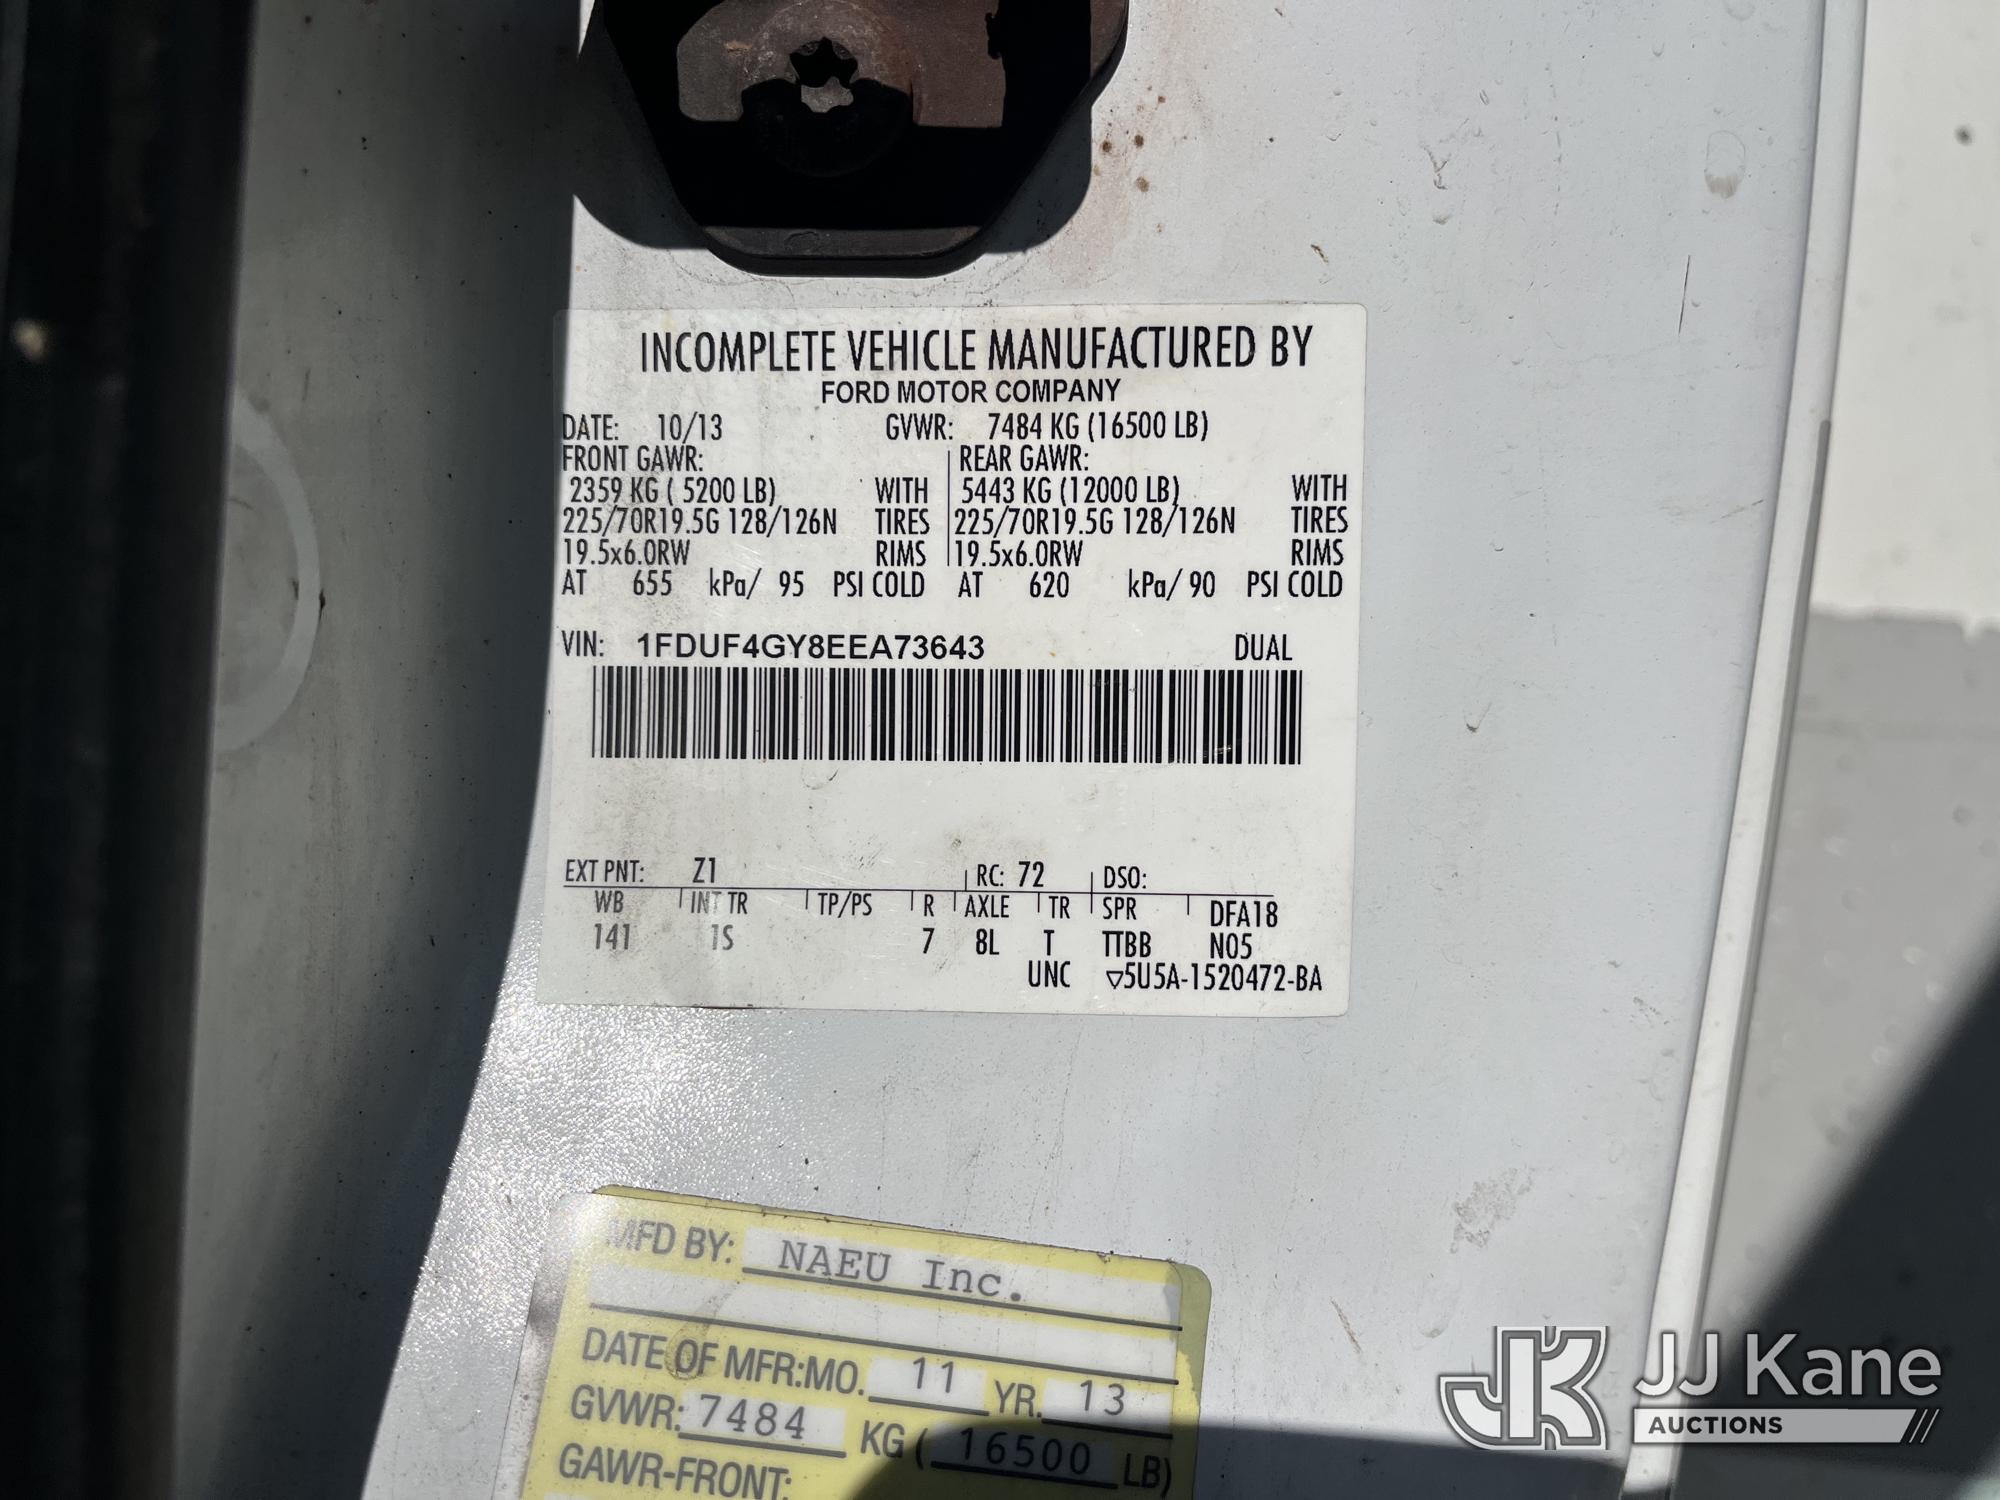 INCOMPLETE VEHICLE MANUFACTURED BY
FORD MOTOR COMPANY
DATE: 10/13 GVWR: 7484 KG (16500 LB)
FRONT GAWR: REAR GAWR:
2359 KG ( 5200 LB) WITH 5443 KG (12000 LB) WITH
225/70R19.5G 128/126N TIRES 225/70R19.5G 128/126N TIRES
19.5x6.0RW RIMS 19.5x6.0RW RIMS
AT 655 kPa/ 95 PSI COLD AT 620 kPa/ 90 PSI COLD
VIN: 1FDUF4GY8EEA73643 DUAL
EXT PNT: Z1 RC: 72 DSO:
WB INT TR TP/PS R AXLE TR SPR DFA18
141 1S 7 8L T TTBB N05
UNC ▽5U5A-1520472-BA
MFD BY: NAEU Inc.
DATE OF MFR:MO. 11 YR. 13
GVWR: 7484 KG ( 16500 LB)
GAWR-FRONT:
JK JJ Kane
AUCTIONS